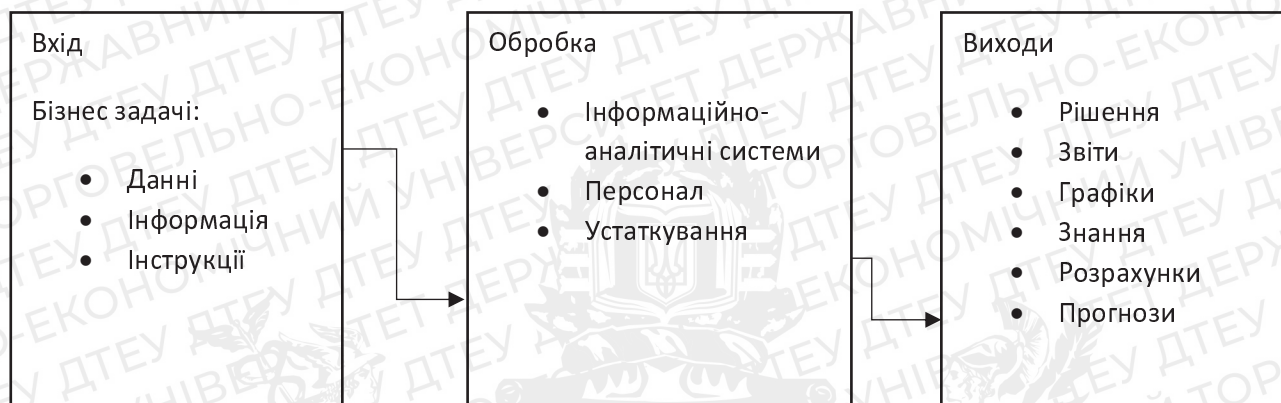 Вхід
Бізнес задачі:
• Данні
• Інформація
• Інструкції
Обробка
• Інформаційно-
аналітичні системи
• Персонал
• Устаткування
Виходи
• Рішення
• Звіти
• Графіки
• Знання
• Розрахунки
• Прогнози